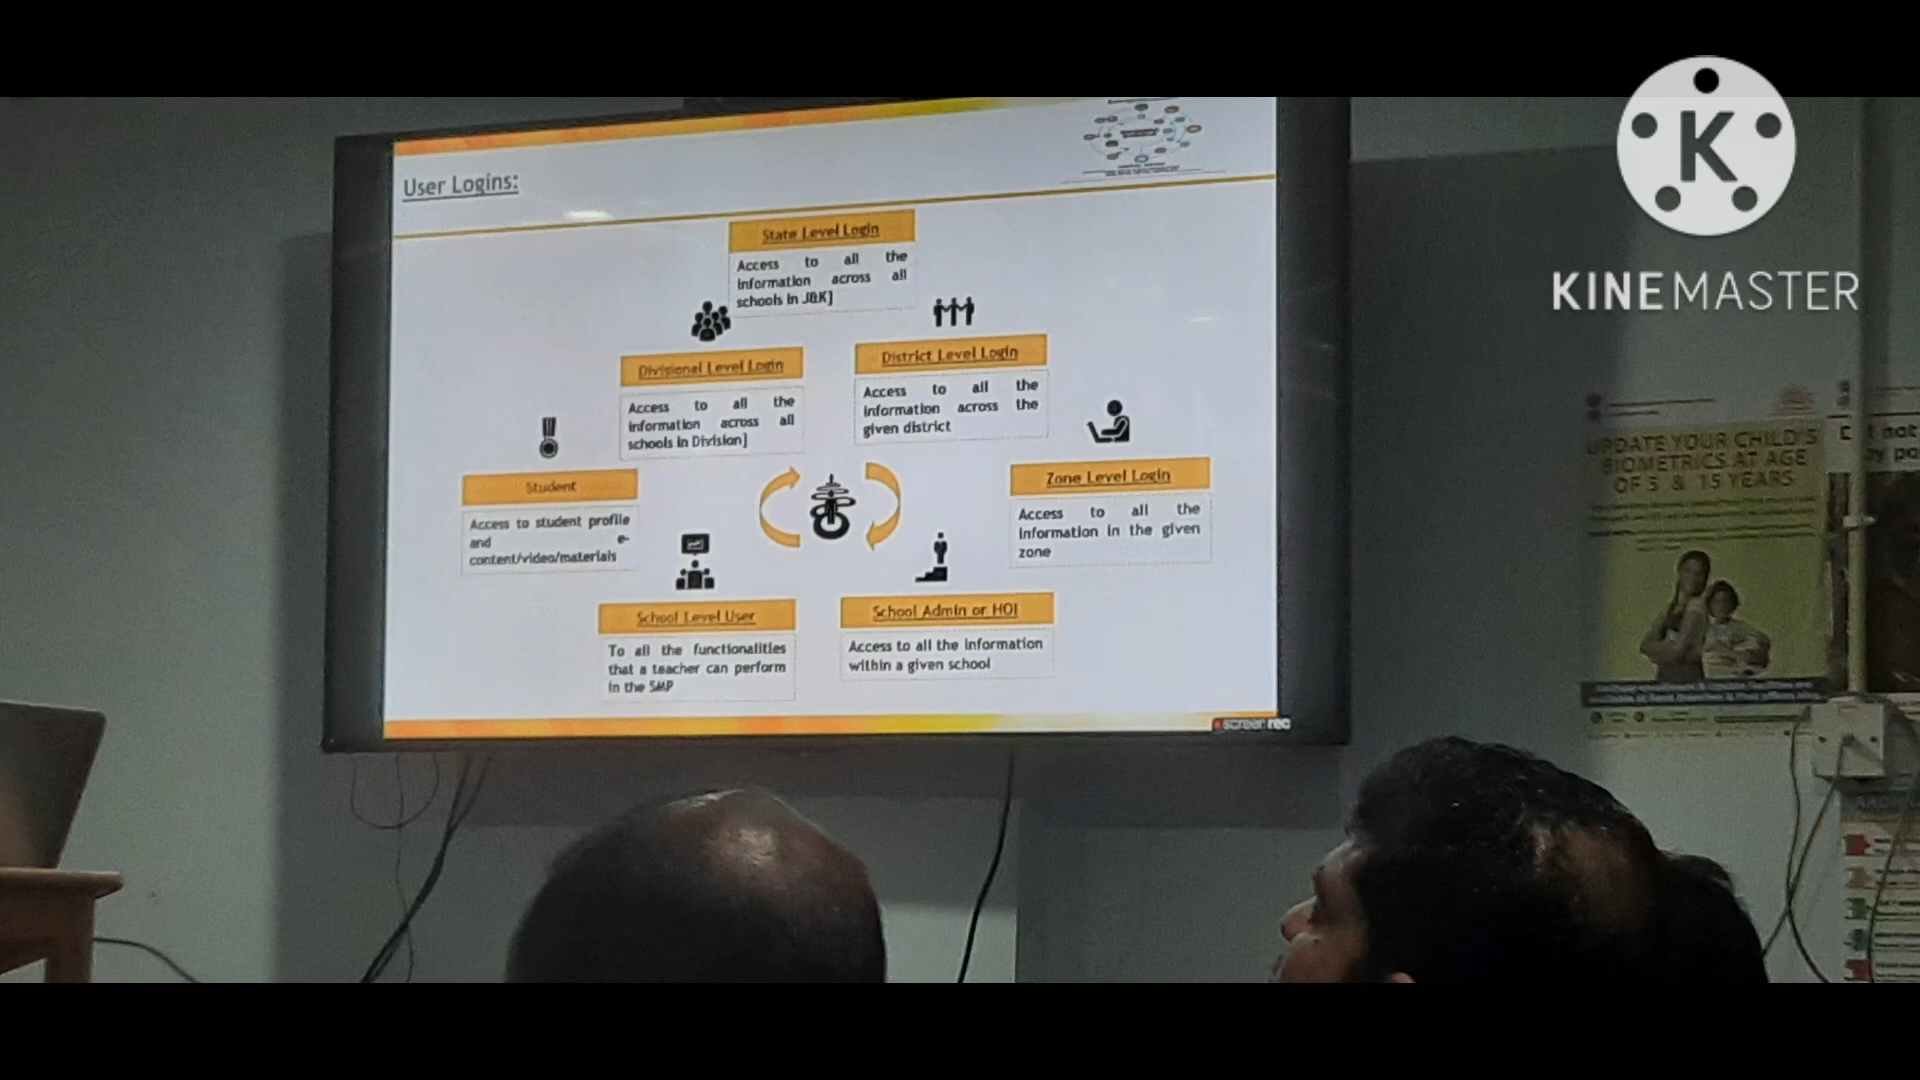 User Logins:
State Level Login
Access to all the
information across all
schools in J&K]
Divisional Level Login
Access to all the
information across all
schools in Division]
District Level Login
Access to all the
information across the
given district
Student
Access to student profile
and e-
content/video/materials
Zone Level Login
Access to all the
information in the given
zone
School Level User
To all the functionalities
that a teacher can perform
in the SMP
School Admin or HOI
Access to all the information
within a given school
screen rec
K
KINEMASTER
UPDATE YOUR CHILD'S
BIOMETRICS AT AGE
OF 5 & 15 YEARS
not